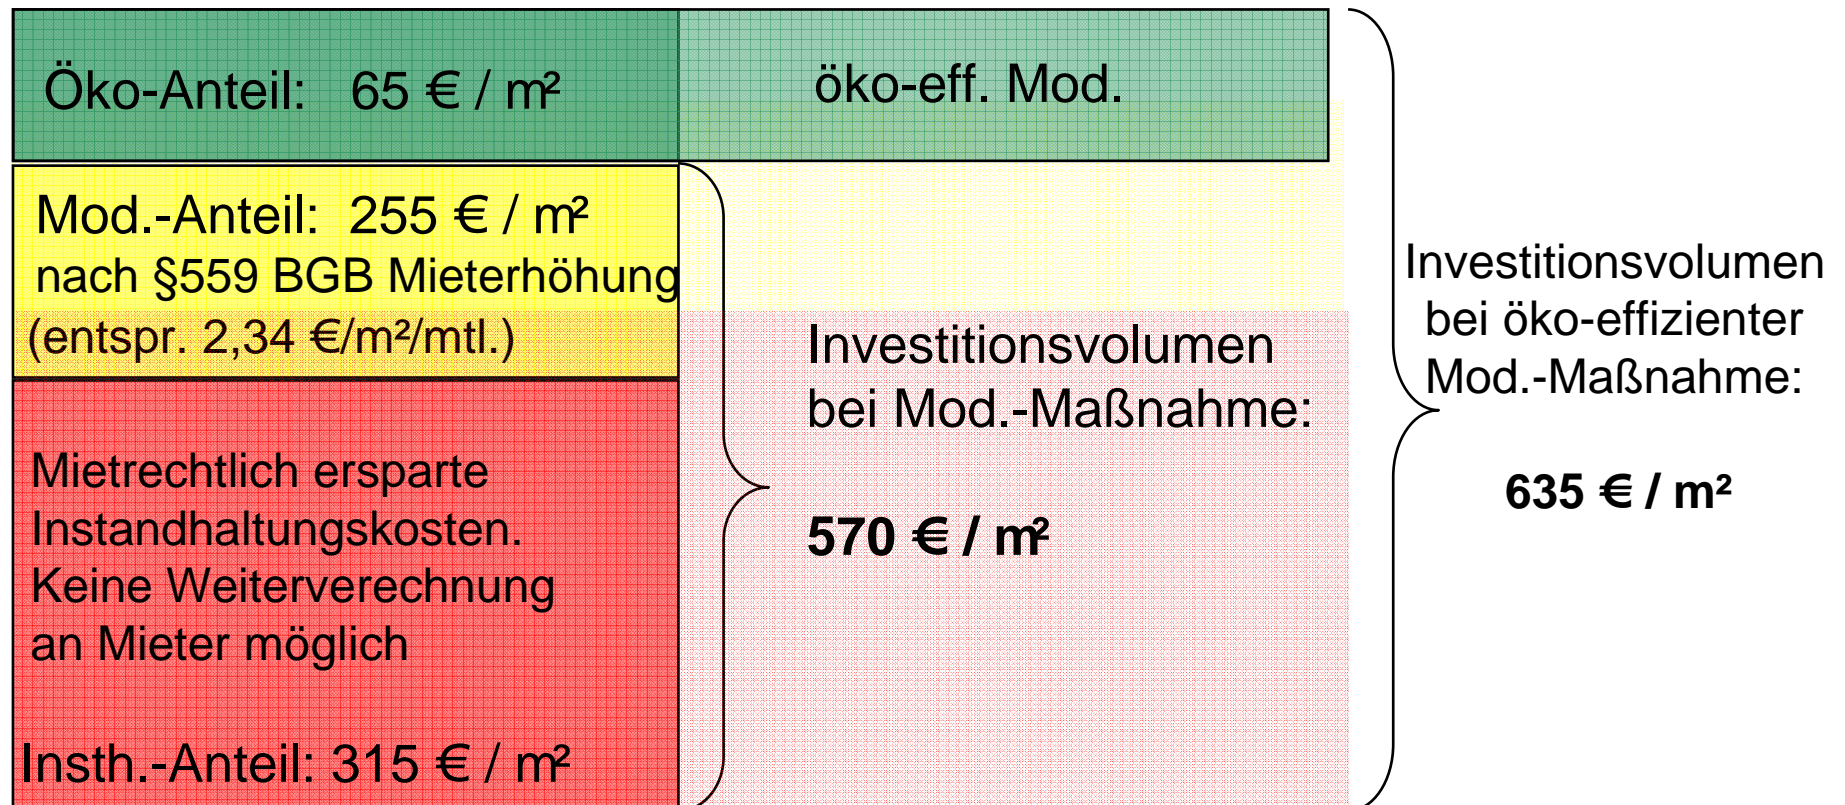 Öko-Anteil: 65 € / m²
öko-eff. Mod.
Mod.-Anteil: 255 € / m²
nach §559 BGB Mieterhöhung
(entspr. 2,34 €/m²/mtl.)
Mietrechtlich ersparte
Instandhaltungskosten.
Keine Weiterverechnung
an Mieter möglich
Insth.-Anteil: 315 € / m²
Investitionsvolumen
bei Mod.-Maßnahme:
570 € / m²
Investitionsvolumen
bei öko-effizienter
Mod.-Maßnahme:
635 € / m²